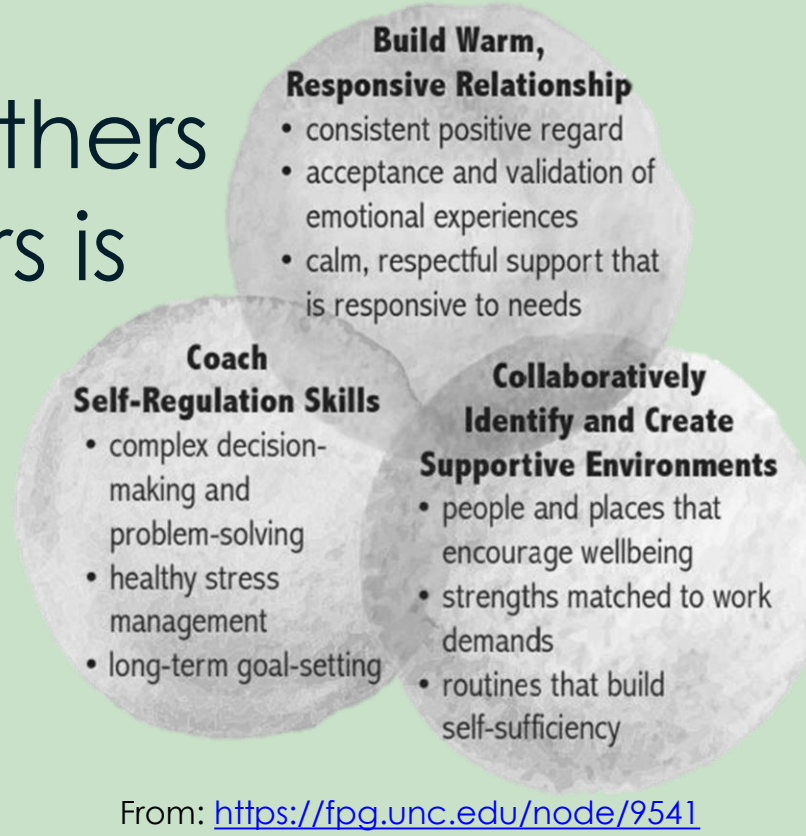 thers
rs is
Build Warm,
Responsive Relationship
• consistent positive regard
• acceptance and validation of
emotional experiences
• calm, respectful support that
is responsive to needs
Coach
Self-Regulation Skills
• complex decision-
making and
problem-solving
• healthy stress
management
• long-term goal-setting
Collaboratively
Identify and Create
Supportive Environments
• people and places that
encourage wellbeing
• strengths matched to work
demands
• routines that build
self-sufficiency
From: https://fpg.unc.edu/node/9541